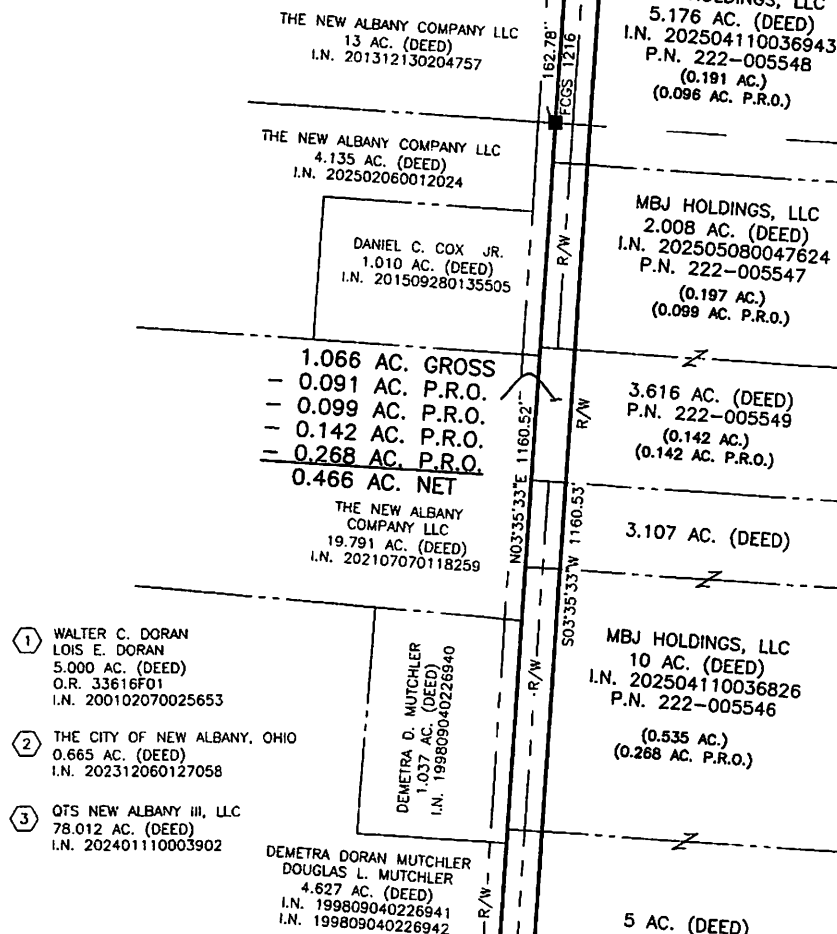 THE NEW ALBANY COMPANY LLC
13 AC. (DEED)
I.N. 201312130204757
162.78"
FCGS 1216
LLC
5.176 AC. (DEED)
I.N. 202504110036943
P.N. 222-005548
(0.191 AC.)
(0.096 AC. P.R.O.)
THE NEW ALBANY COMPANY LLC
4.135 AC. (DEED)
I.N. 202502060012024
DANIEL C. COX JR.
1.010 AC. (DEED)
I.N. 201509280135505
R/W
MBJ HOLDINGS, LLC
2.008 AC. (DEED)
I.N. 202505080047624
P.N. 222-005547
(0.197 AC.)
(0.099 AC. P.R.O.)
1.066 AC. GROSS
- 0.091 AC. P.R.O.
- 0.099 AC. P.R.O.
- 0.142 AC. P.R.O.
- 0.268 AC. P.R.O.
0.466 AC. NET
N03°35'33"E 1160.52'
R/W
3.616 AC. (DEED)
P.N. 222-005549
(0.142 AC.)
(0.142 AC. P.R.O.)
THE NEW ALBANY
COMPANY LLC
19.791 AC. (DEED)
I.N. 202107070118259
S03°35'33"W 1160.53'
3.107 AC. (DEED)
1 WALTER C. DORAN
LOIS E. DORAN
5.000 AC. (DEED)
O.R. 33616F01
I.N. 200102070025653
2 THE CITY OF NEW ALBANY, OHIO
0.665 AC. (DEED)
I.N. 202312060127058
3 QTS NEW ALBANY III, LLC
78.012 AC. (DEED)
I.N. 202401110003902
DEMETRA D. MUTCHLER
1.037 AC. (DEED)
I.N. 199809040226940
R/W
MBJ HOLDINGS, LLC
10 AC. (DEED)
I.N. 202504110036826
P.N. 222-005546
(0.535 AC.)
(0.268 AC. P.R.O.)
DEMETRA DORAN MUTCHLER
DOUGLAS L. MUTCHLER
4.627 AC. (DEED)
I.N. 199809040226941
I.N. 199809040226942
R/W
5 AC. (DEED)